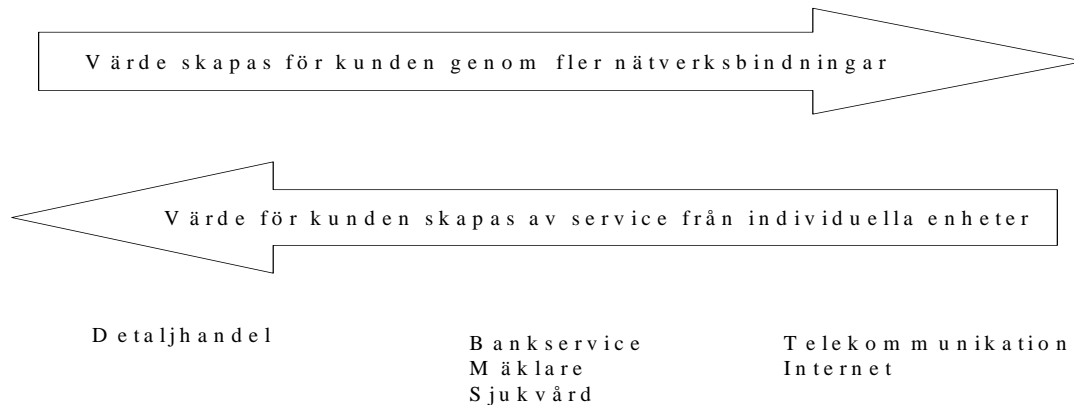 Värde skapas för kunden genom fler nätverksbindningar
Värde för kunden skapas av service från individuella enheter
Detaljhandel
Bankservice
Mäklare
Sjukvård
Telekommunikation
Internet